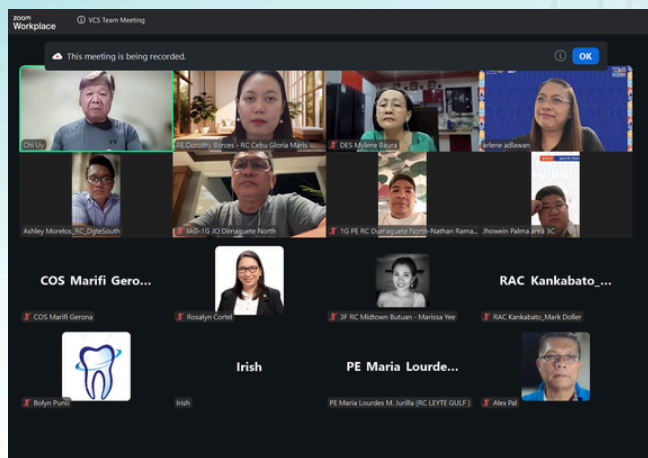 zoom
Workplace
VCS Team Meeting
This meeting is being recorded.
OK
Chi Uy
PE Dorothy Borces - RC Cebu Gloria Maris ...
DES Mylene Baura
arlene adlawan
Ashley Morelos_RC_DgteSouth
IAG-1G JO Dimaguete North
1G PE RC Dumaguete North-Nathan Rama...
Jhowein Palma area 3C
COS Marifi Gero...
RAC Kankabato_...
COS Marifi Gerona
Rosalyn Cortel
3F RC Midtown Butuan - Marissa Yee
RAC Kankabato_Mark Doller
Irish
PE Maria Lourde...
Bolyn Puno
Irish
PE Maria Lourdes M. Jurilla (RC LEYTE GULF )
Alex Pal